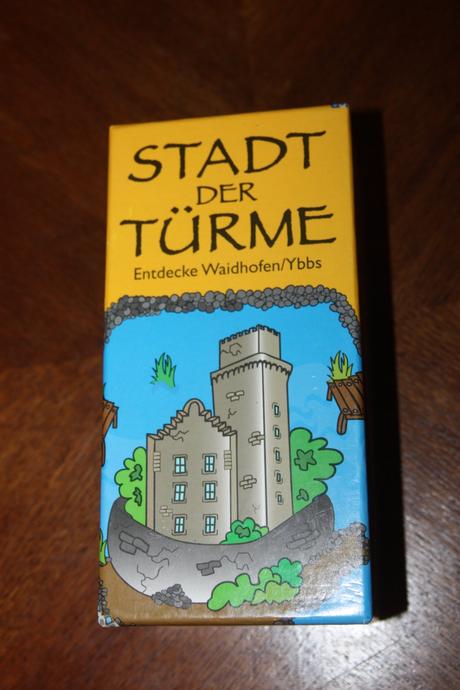 STADT
DER
TÜRME
Entdecke Waidhofen/Ybbs